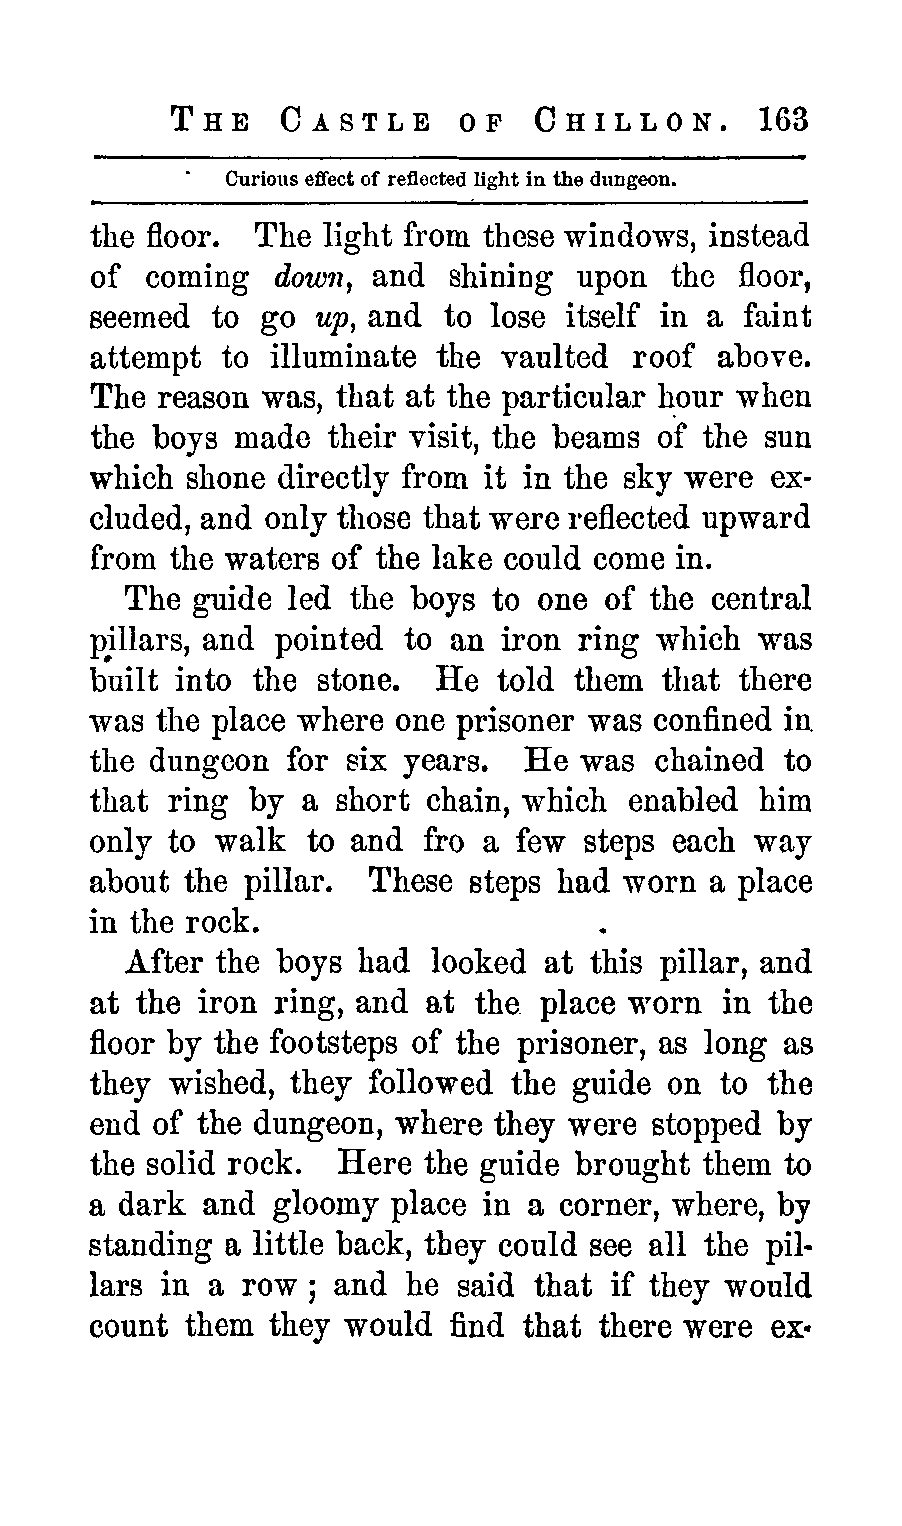 THE CASTLE OF CHILLON. 163
Curious effect of reflected light in the dungeon.
the floor. The light from these windows, instead
of coming down, and shining upon the floor,
seemed to go up, and to lose itself in a faint
attempt to illuminate the vaulted roof above.
The reason was, that at the particular hour when
the boys made their visit, the beams of the sun
which shone directly from it in the sky were ex-
cluded, and only those that were reflected upward
from the waters of the lake could come in.
The guide led the boys to one of the central
pillars, and pointed to an iron ring which was
built into the stone. He told them that there
was the place where one prisoner was confined in
the dungeon for six years. He was chained to
that ring by a short chain, which enabled him
only to walk to and fro a few steps each way
about the pillar. These steps had worn a place
in the rock.
After the boys had looked at this pillar, and
at the iron ring, and at the place worn in the
floor by the footsteps of the prisoner, as long as
they wished, they followed the guide on to the
end of the dungeon, where they were stopped by
the solid rock. Here the guide brought them to
a dark and gloomy place in a corner, where, by
standing a little back, they could see all the pil-
lars in a row ; and he said that if they would
count them they would find that there were ex-